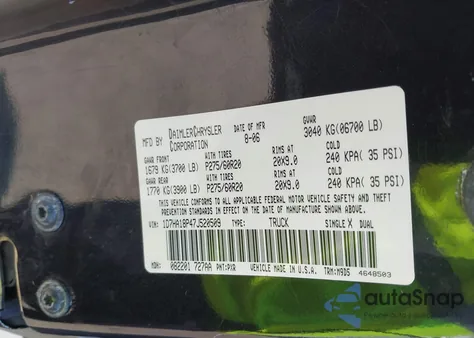 MFD BY DAIMLERCHRYSLER CORPORATION DATE OF MFR 8-06 GVWR 3040 KG(06700 LB)
GAWR FRONT WITH TIRES RIMS AT COLD
1679 KG(3700 LB) P275/60R20 20X9.0 240 KPA( 35 PSI)
GAWR REAR WITH TIRES RIMS AT COLD
1770 KG(3900 LB) P275/60R20 20X9.0 240 KPA( 35 PSI)
THIS VEHICLE CONFORMS TO ALL APPLICABLE FEDERAL MOTOR VEHICLE SAFETY AND THEFT
PREVENTION STANDARDS IN EFFECT ON THE DATE OF MANUFACTURE SHOWN ABOVE.
VIN: 1D7HA18P47J520509 TYPE: TRUCK SINGLE X DUAL
MDH: 082201 727AA PNT:PXR VEHICLE MADE IN U.S.A. TRM:M9D5 4648503
autoSnap
www.autosnap.com